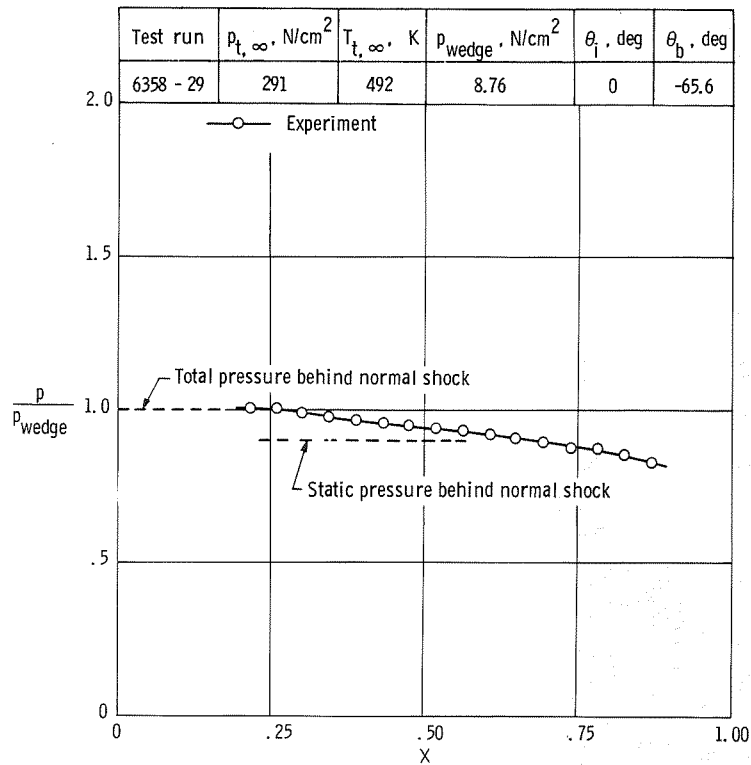 Test run p_t, ∞, N/cm² T_t, ∞, K p_wedge, N/cm² θ_i, deg θ_b, deg
6358 - 29 291 492 8.76 0 -65.6
2.0
Experiment
1.5
Total pressure behind normal shock
p
p_wedge
1.0
Static pressure behind normal shock
.5
0
0 .25 .50 .75 1.00
X